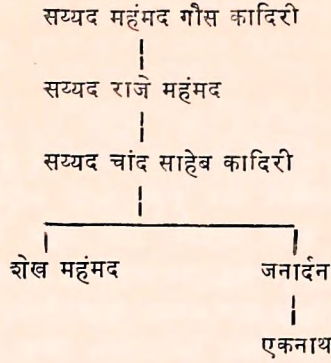 सय्यद महंमद गौस कादिरी
सय्यद राजे महंमद
सय्यद चांद साहेब कादिरी
शेख महंमद जनार्दन
एकनाथ